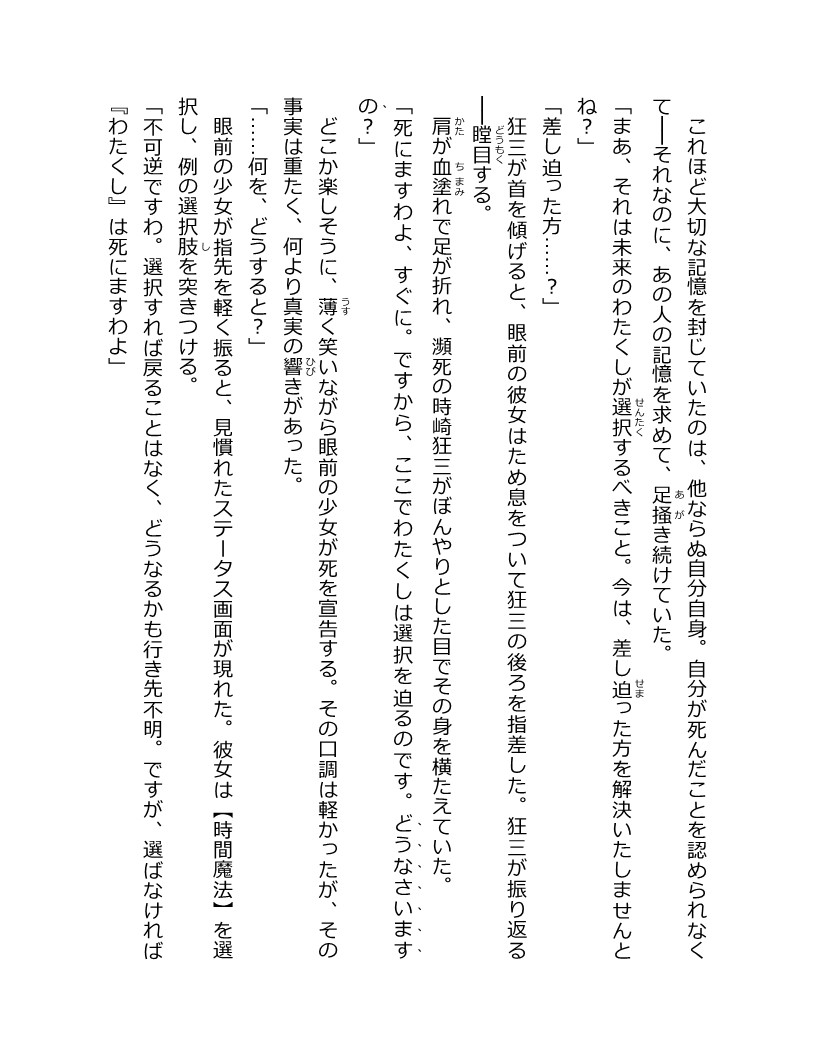 これほど大切な記憶を封じていたのは、他ならぬ自分自身。自分が死んだことを認められなく
て――それなのに、あの人の記憶を求めて、足掻き続けていた。
「まあ、それは未来のわたくしが選択するべきこと。今は、差し迫った方を解決いたしませんと
ね?」
「差し迫った方……?」
狂三が首を傾げると、眼前の彼女はため息をついて狂三の後ろを指差した。狂三が振り返る
――瞠目する。
肩が血塗れで足が折れ、瀕死の時崎狂三がぼんやりとした目でその身を横たえていた。
「死にますわよ、すぐに。ですから、ここでわたくしは選択を迫るのです。どうなさいます
の?」
どこか楽しそうに、薄く笑いながら眼前の少女が死を宣告する。その口調は軽かったが、その
事実は重たく、何より真実の響きがあった。
「……何を、どうすると?」
眼前の少女が指先を軽く振ると、見慣れたステータス画面が現れた。彼女は【時間魔法】を選
択し、例の選択肢を突きつける。
「不可逆ですわ。選択すれば戻ることはなく、どうなるかも行き先不明。ですが、選ばなければ
『わたくし』は死にますわよ」